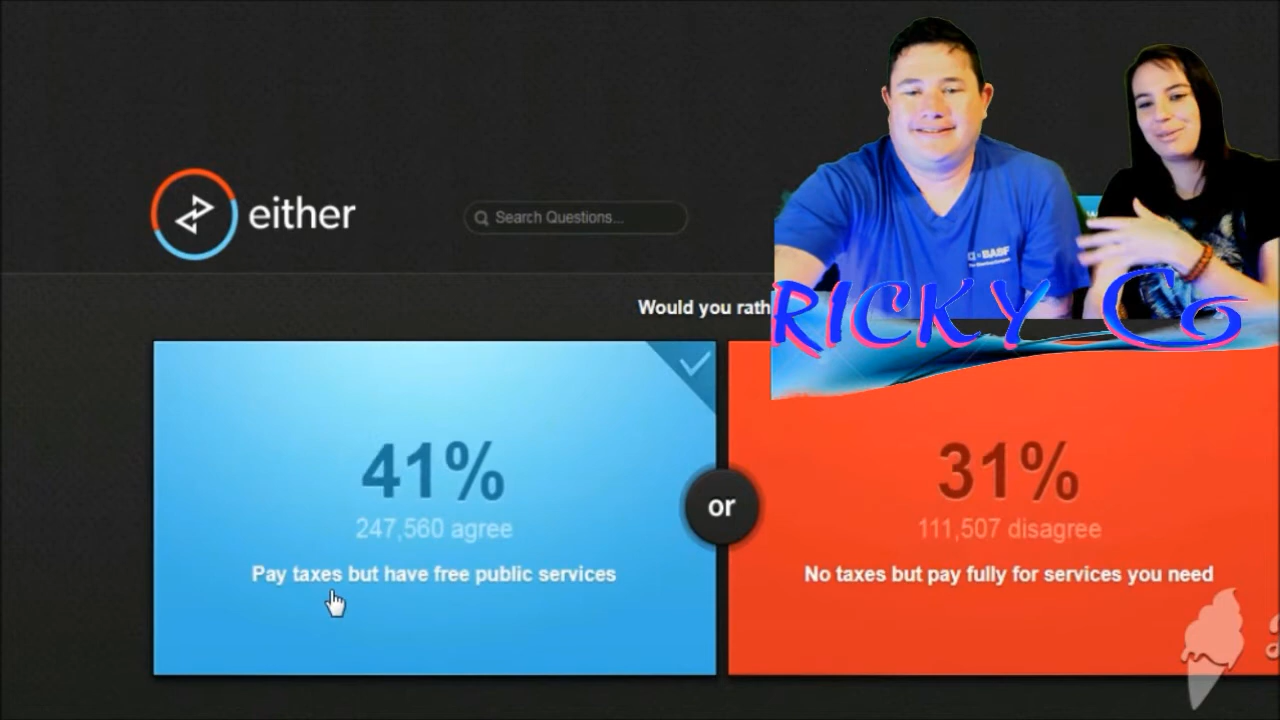 either
Search Questions...
Would you rath
BASF
RICKY Co
41%
31%
or
247,560 agree
111,507 disagree
Pay taxes but have free public services
No taxes but pay fully for services you need